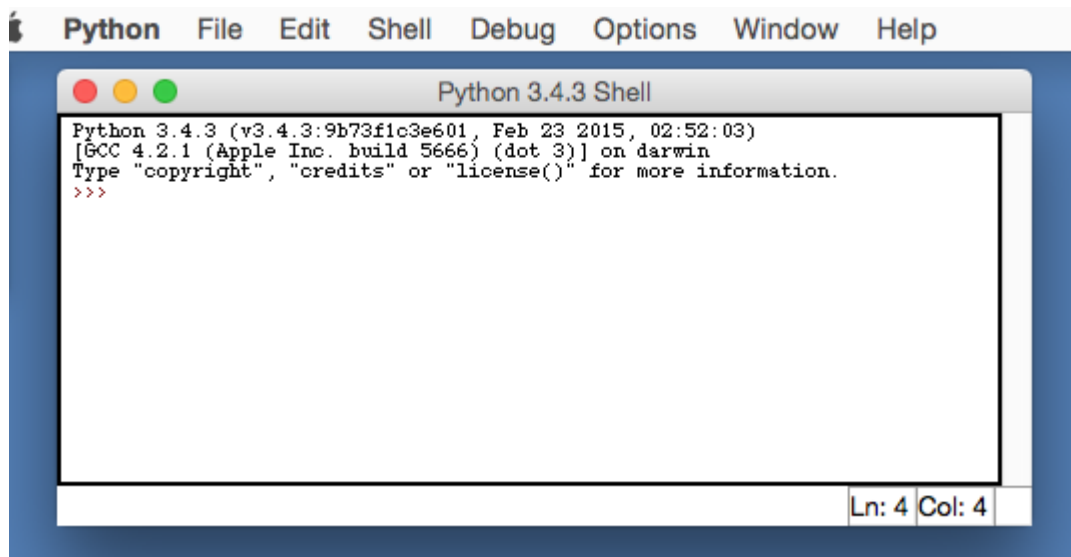 Python File Edit Shell Debug Options Window Help
Python 3.4.3 Shell
Python 3.4.3 (v3.4.3:9b73f1c3e601, Feb 23 2015, 02:52:03)
[GCC 4.2.1 (Apple Inc. build 5666) (dot 3)] on darwin
Type "copyright", "credits" or "license()" for more information.
>>>
Ln: 4 Col: 4